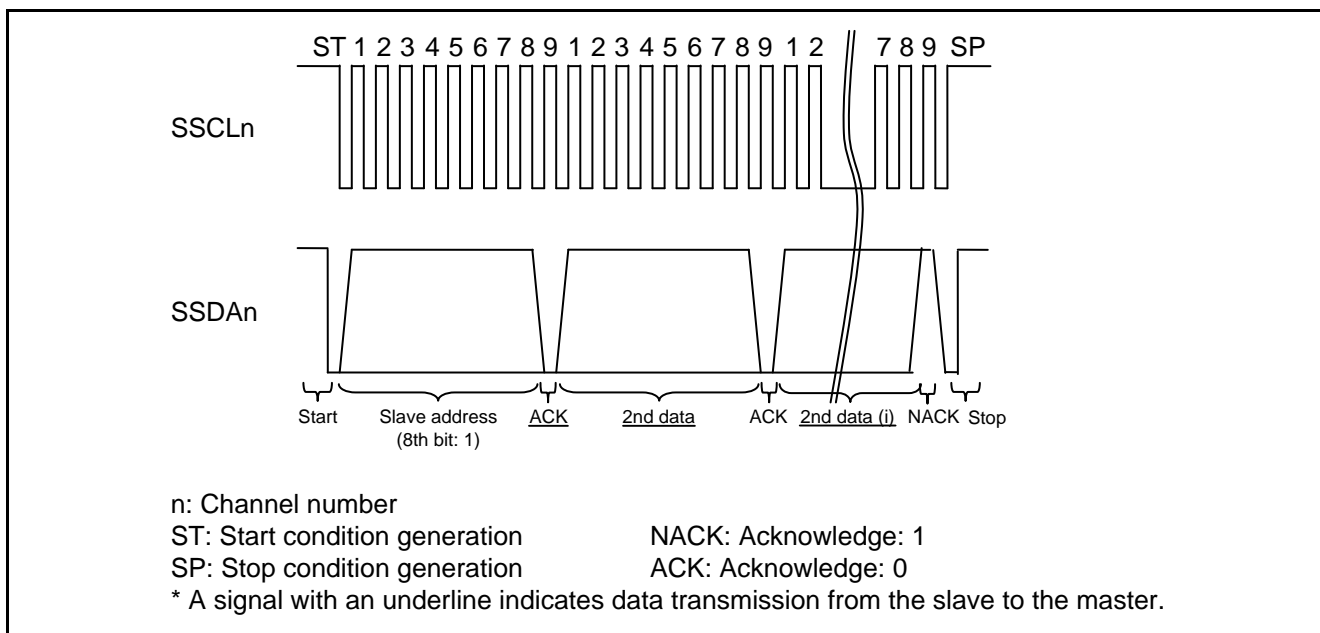 ST 1 2 3 4 5 6 7 8 9 1 2 3 4 5 6 7 8 9 1 2 7 8 9 SP
SSCLn
SSDAn
Start Slave address ACK 2nd data ACK 2nd data (i) NACK Stop
(8th bit: 1)
n: Channel number
ST: Start condition generation NACK: Acknowledge: 1
SP: Stop condition generation ACK: Acknowledge: 0
* A signal with an underline indicates data transmission from the slave to the master.